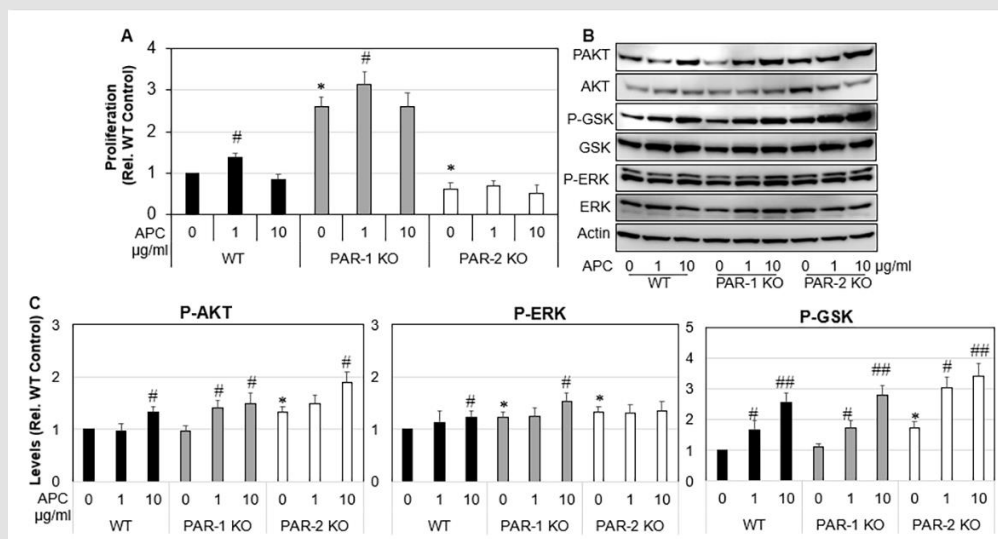 A
Proliferation
(Rel. WT Control)
4
3
2
1
0
# * # *
APC 0 1 10 0 1 10 0 1 10
µg/ml
WT PAR-1 KO PAR-2 KO
B
PAKT
AKT
P-GSK
GSK
P-ERK
ERK
Actin
APC 0 1 10 0 1 10 0 1 10 µg/ml
WT PAR-1 KO PAR-2 KO
C
Levels (Rel. WT Control)
P-AKT
3
2
1
0
# # # * #
APC 0 1 10 0 1 10 0 1 10
µg/ml
WT PAR-1 KO PAR-2 KO
P-ERK
3
2
1
0
# * # *
0 1 10 0 1 10 0 1 10
WT PAR-1 KO PAR-2 KO
P-GSK
5
4
3
2
1
0
# ## # ## * # ##
0 1 10 0 1 10 0 1 10
WT PAR-1 KO PAR-2 KO